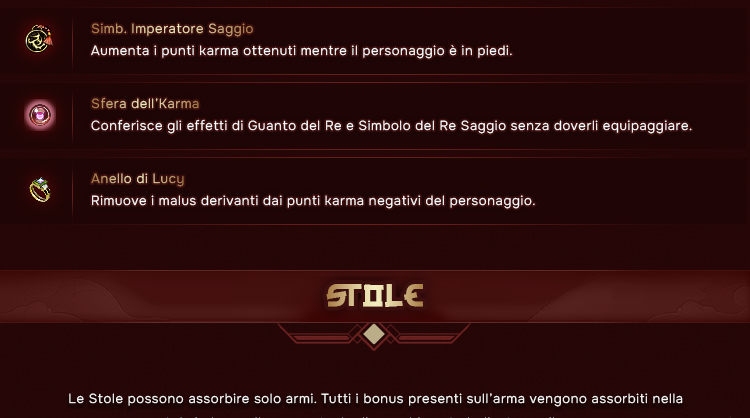 Simb. Imperatore Saggio
Aumenta i punti karma ottenuti mentre il personaggio è in piedi.
Sfera dell'Karma
Conferisce gli effetti di Guanto del Re e Simbolo del Re Saggio senza doverli equipaggiare.
Anello di Lucy
Rimuove i malus derivanti dai punti karma negativi del personaggio.
STOLE
Le Stole possono assorbire solo armi. Tutti i bonus presenti sull'arma vengono assorbiti nella